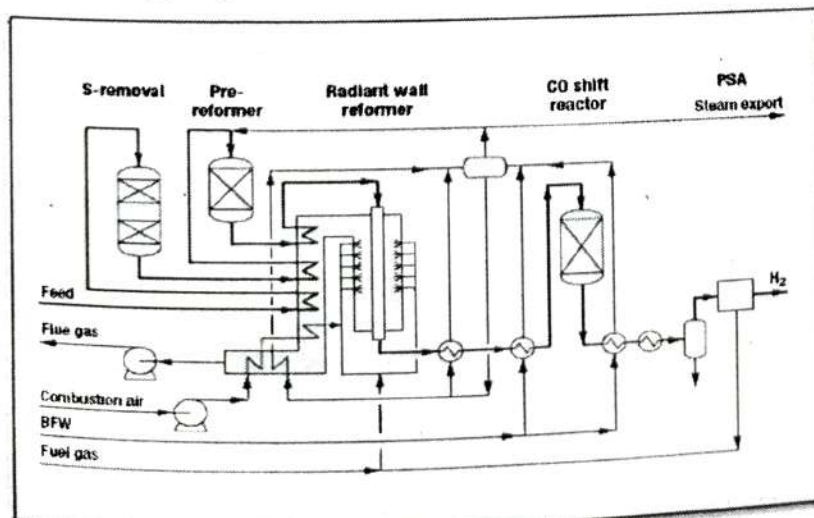 S-removal
Pre-
reformer
Radiant wall
reformer
CO shift
reactor
PSA
Steam export
Feed
Flue gas
Combustion air
BFW
Fuel gas
H₂